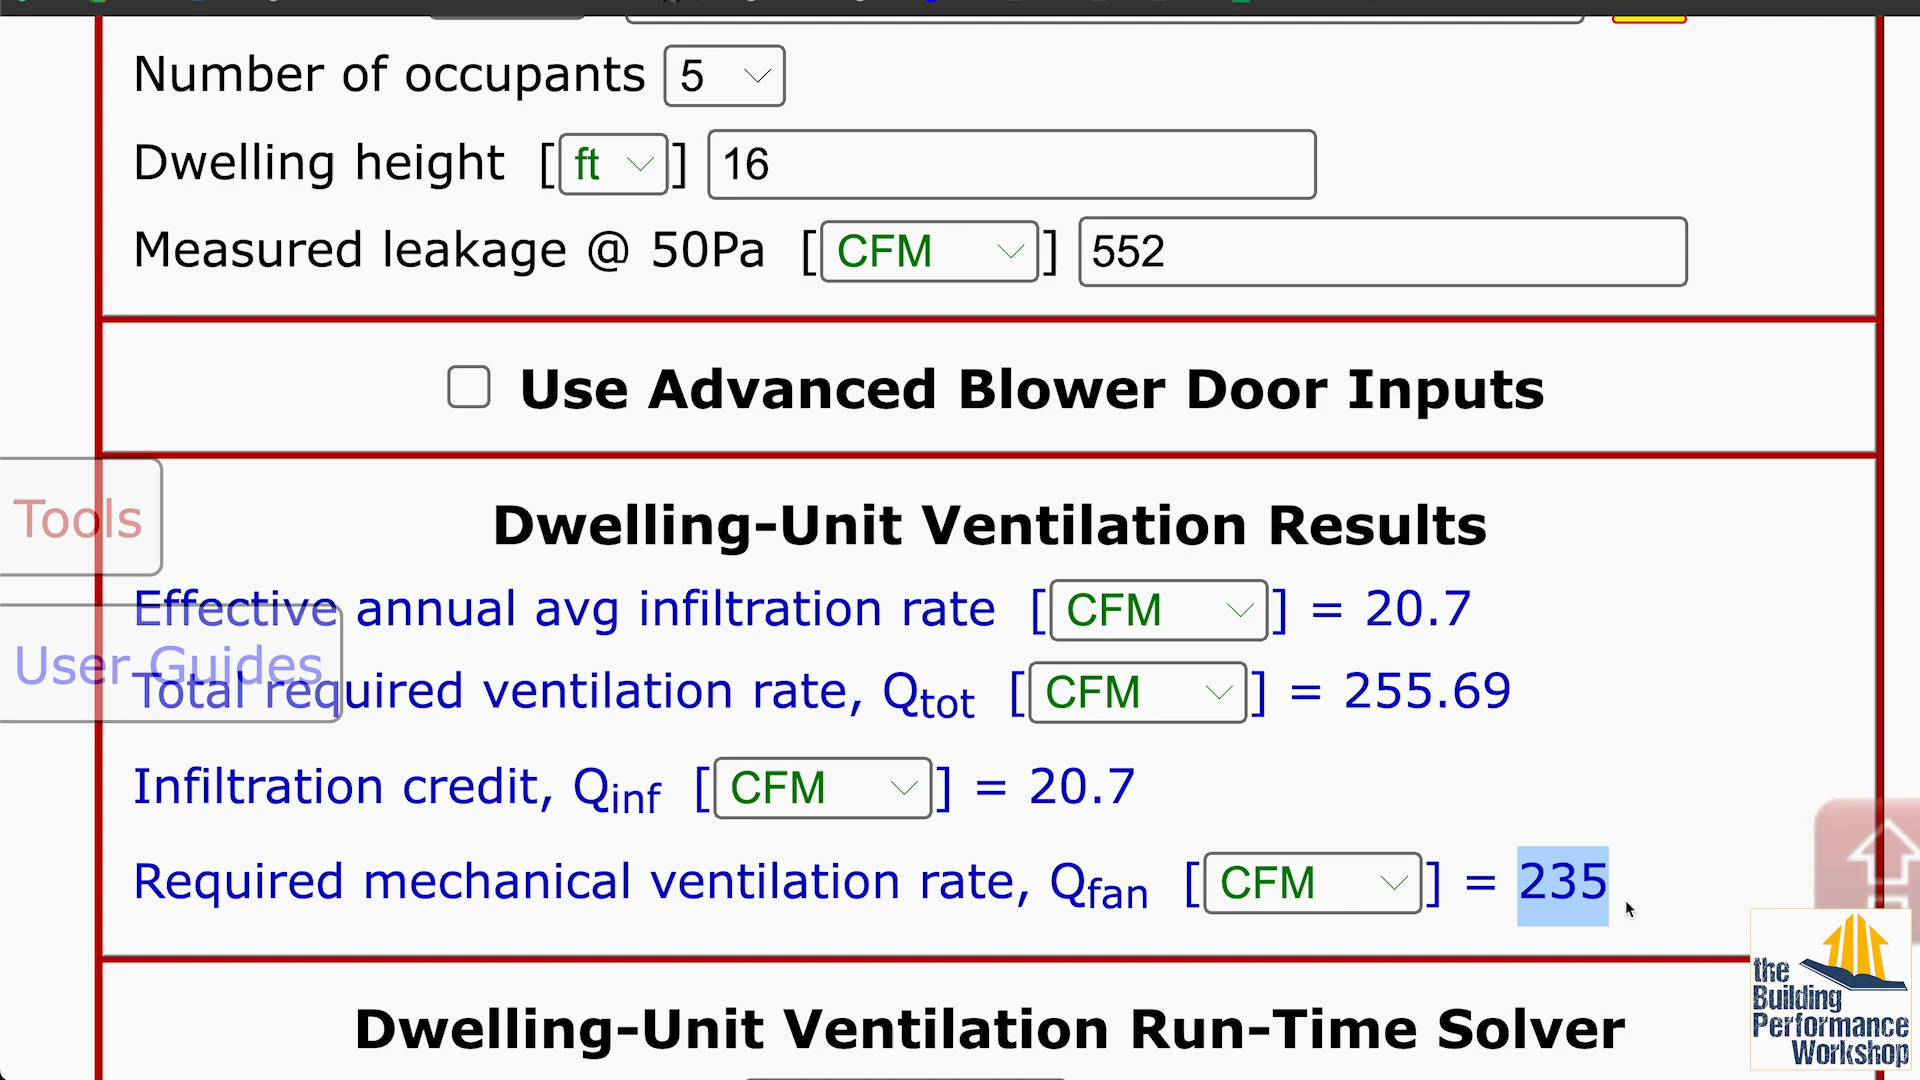 Number of occupants 5
Dwelling height [ft] 16
Measured leakage @ 50Pa [CFM] 552
Use Advanced Blower Door Inputs
Tools
Dwelling-Unit Ventilation Results
Effective annual avg infiltration rate [CFM] = 20.7
User Guides
Total required ventilation rate, Qtot [CFM] = 255.69
Infiltration credit, Qinf [CFM] = 20.7
Required mechanical ventilation rate, Qfan [CFM] = 235
the
Building
Performance
Workshop
Dwelling-Unit Ventilation Run-Time Solver